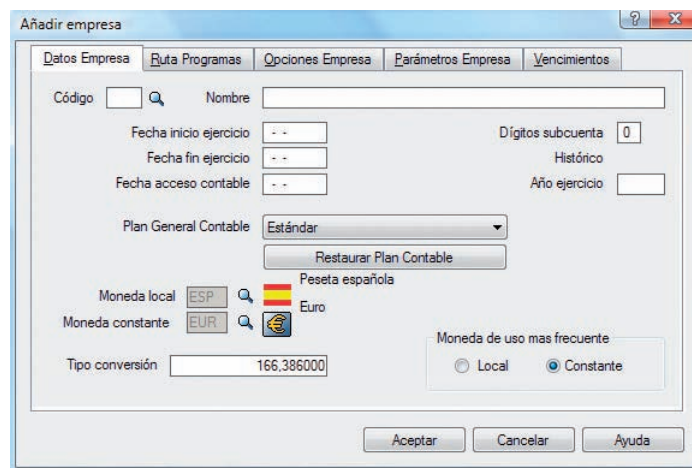 Añadir empresa
Datos Empresa Ruta Programas Opciones Empresa Parámetros Empresa Vencimientos
Código Nombre
Fecha inicio ejercicio - - Dígitos subcuenta 0
Fecha fin ejercicio - - Histórico
Fecha acceso contable - - Año ejercicio
Plan General Contable Estándar
Restaurar Plan Contable
Peseta española
Moneda local ESP
Euro
Moneda constante EUR €
Moneda de uso mas frecuente
Tipo conversión 166,386000 Local Constante
Aceptar Cancelar Ayuda